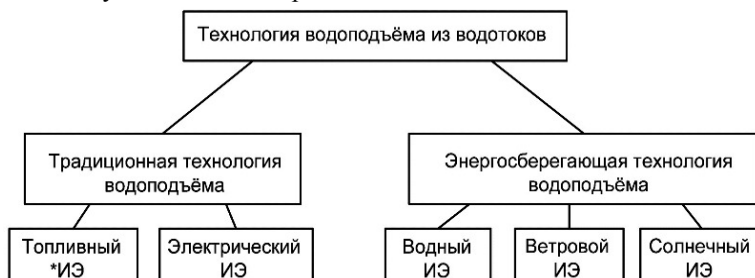 Технология водоподъёма из водотоков
Традиционная технология
водоподъёма
Энергосберегающая технология
водоподъёма
Топливный
*ИЭ
Электрический
ИЭ
Водный
ИЭ
Ветровой
ИЭ
Солнечный
ИЭ